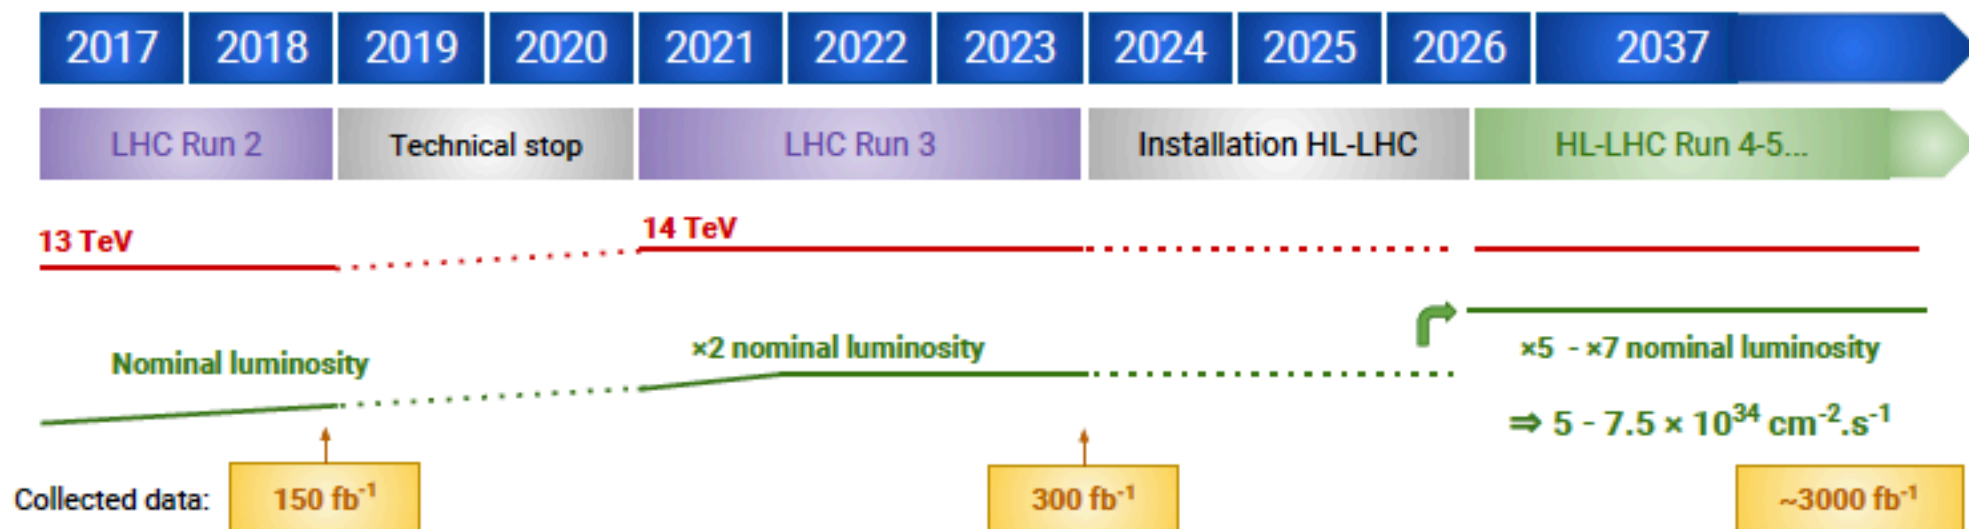 2017 2018 2019 2020 2021 2022 2023 2024 2025 2026 2037
LHC Run 2 Technical stop LHC Run 3 Installation HL-LHC HL-LHC Run 4-5...
13 TeV 14 TeV
Nominal luminosity ×2 nominal luminosity ×5 - ×7 nominal luminosity
⇒ 5 - 7.5 × 10³⁴ cm⁻².s⁻¹
Collected data: 150 fb⁻¹ 300 fb⁻¹ ~3000 fb⁻¹